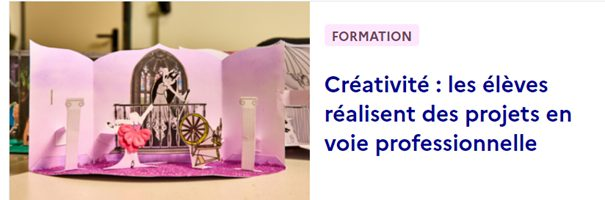 FORMATION
Créativité : les élèves
réalisent des projets en
voie professionnelle